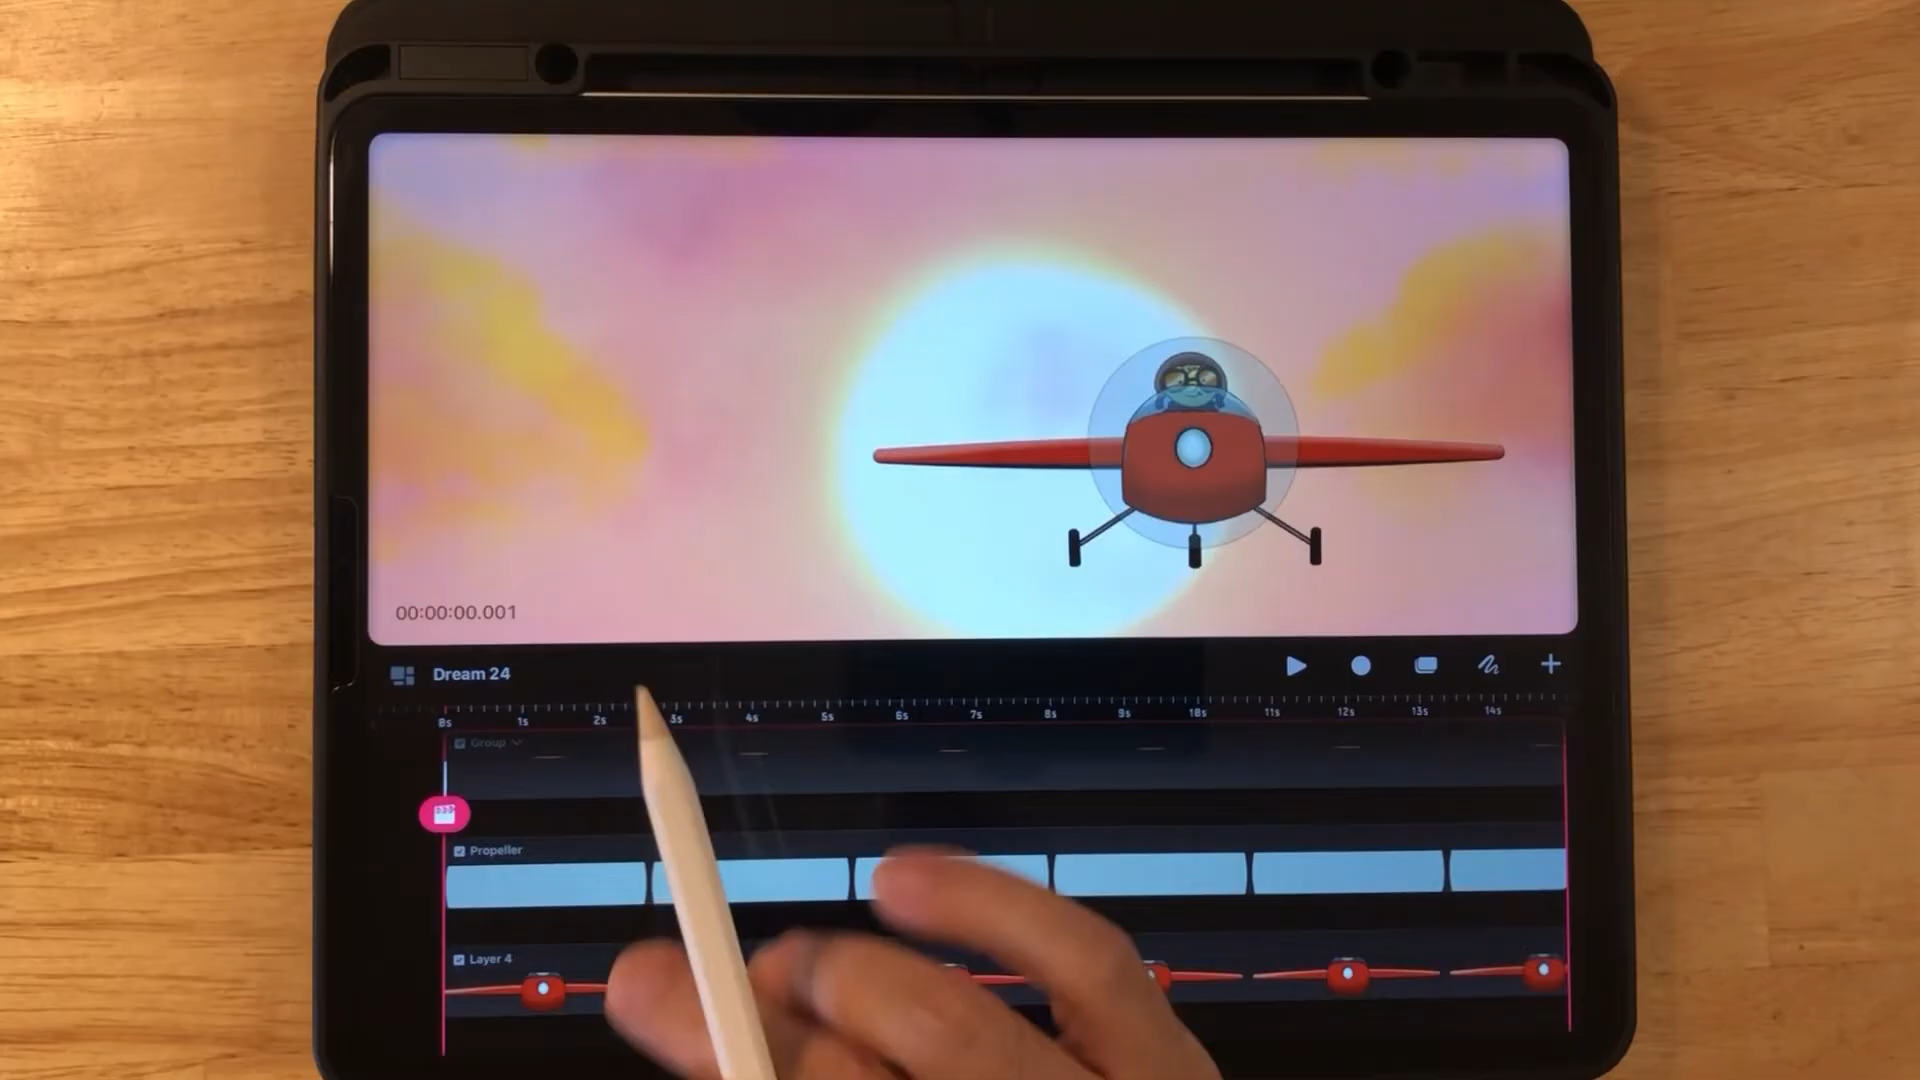 00:00:00.001
Dream 24
0s 1s 2s 3s 4s 5s 6s 7s 8s 9s 10s 11s 12s 13s 14s
Group
Propeller
Layer 4